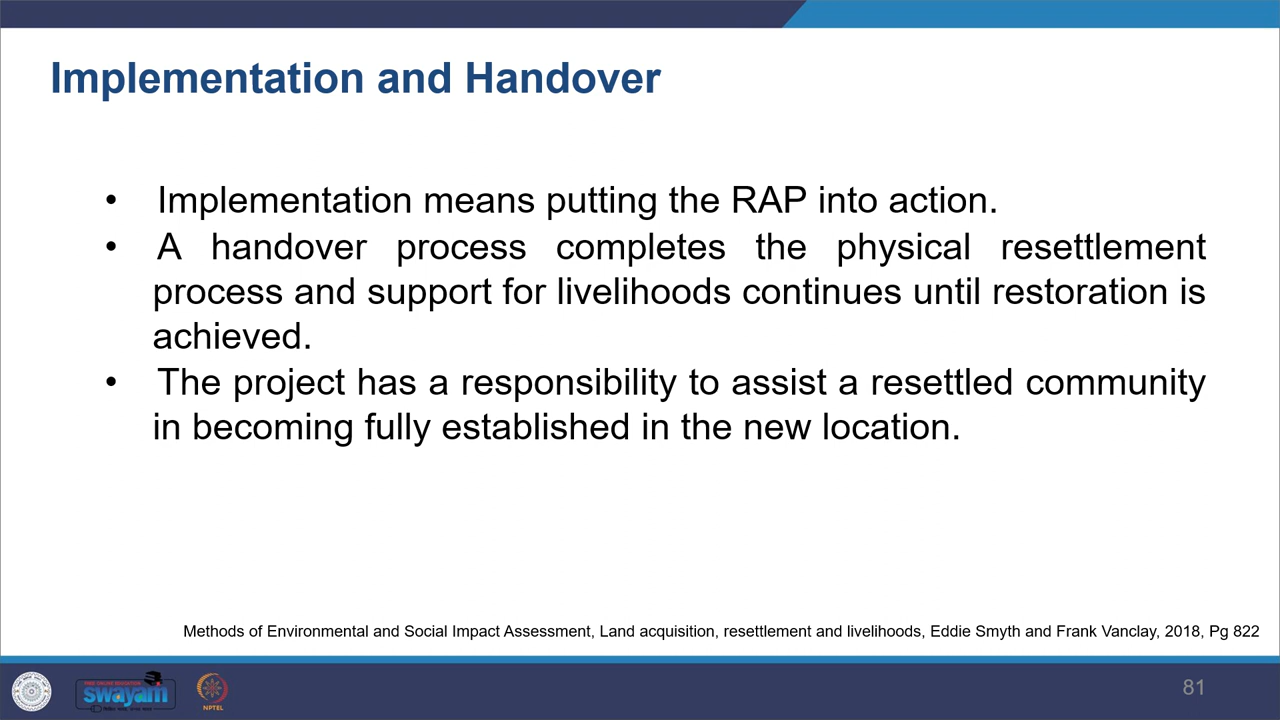 Implementation and Handover
• Implementation means putting the RAP into action.
• A handover process completes the physical resettlement
process and support for livelihoods continues until restoration is
achieved.
• The project has a responsibility to assist a resettled community
in becoming fully established in the new location.
Methods of Environmental and Social Impact Assessment, Land acquisition, resettlement and livelihoods, Eddie Smyth and Frank Vanclay, 2018, Pg 822
swayam
NPTEL
81